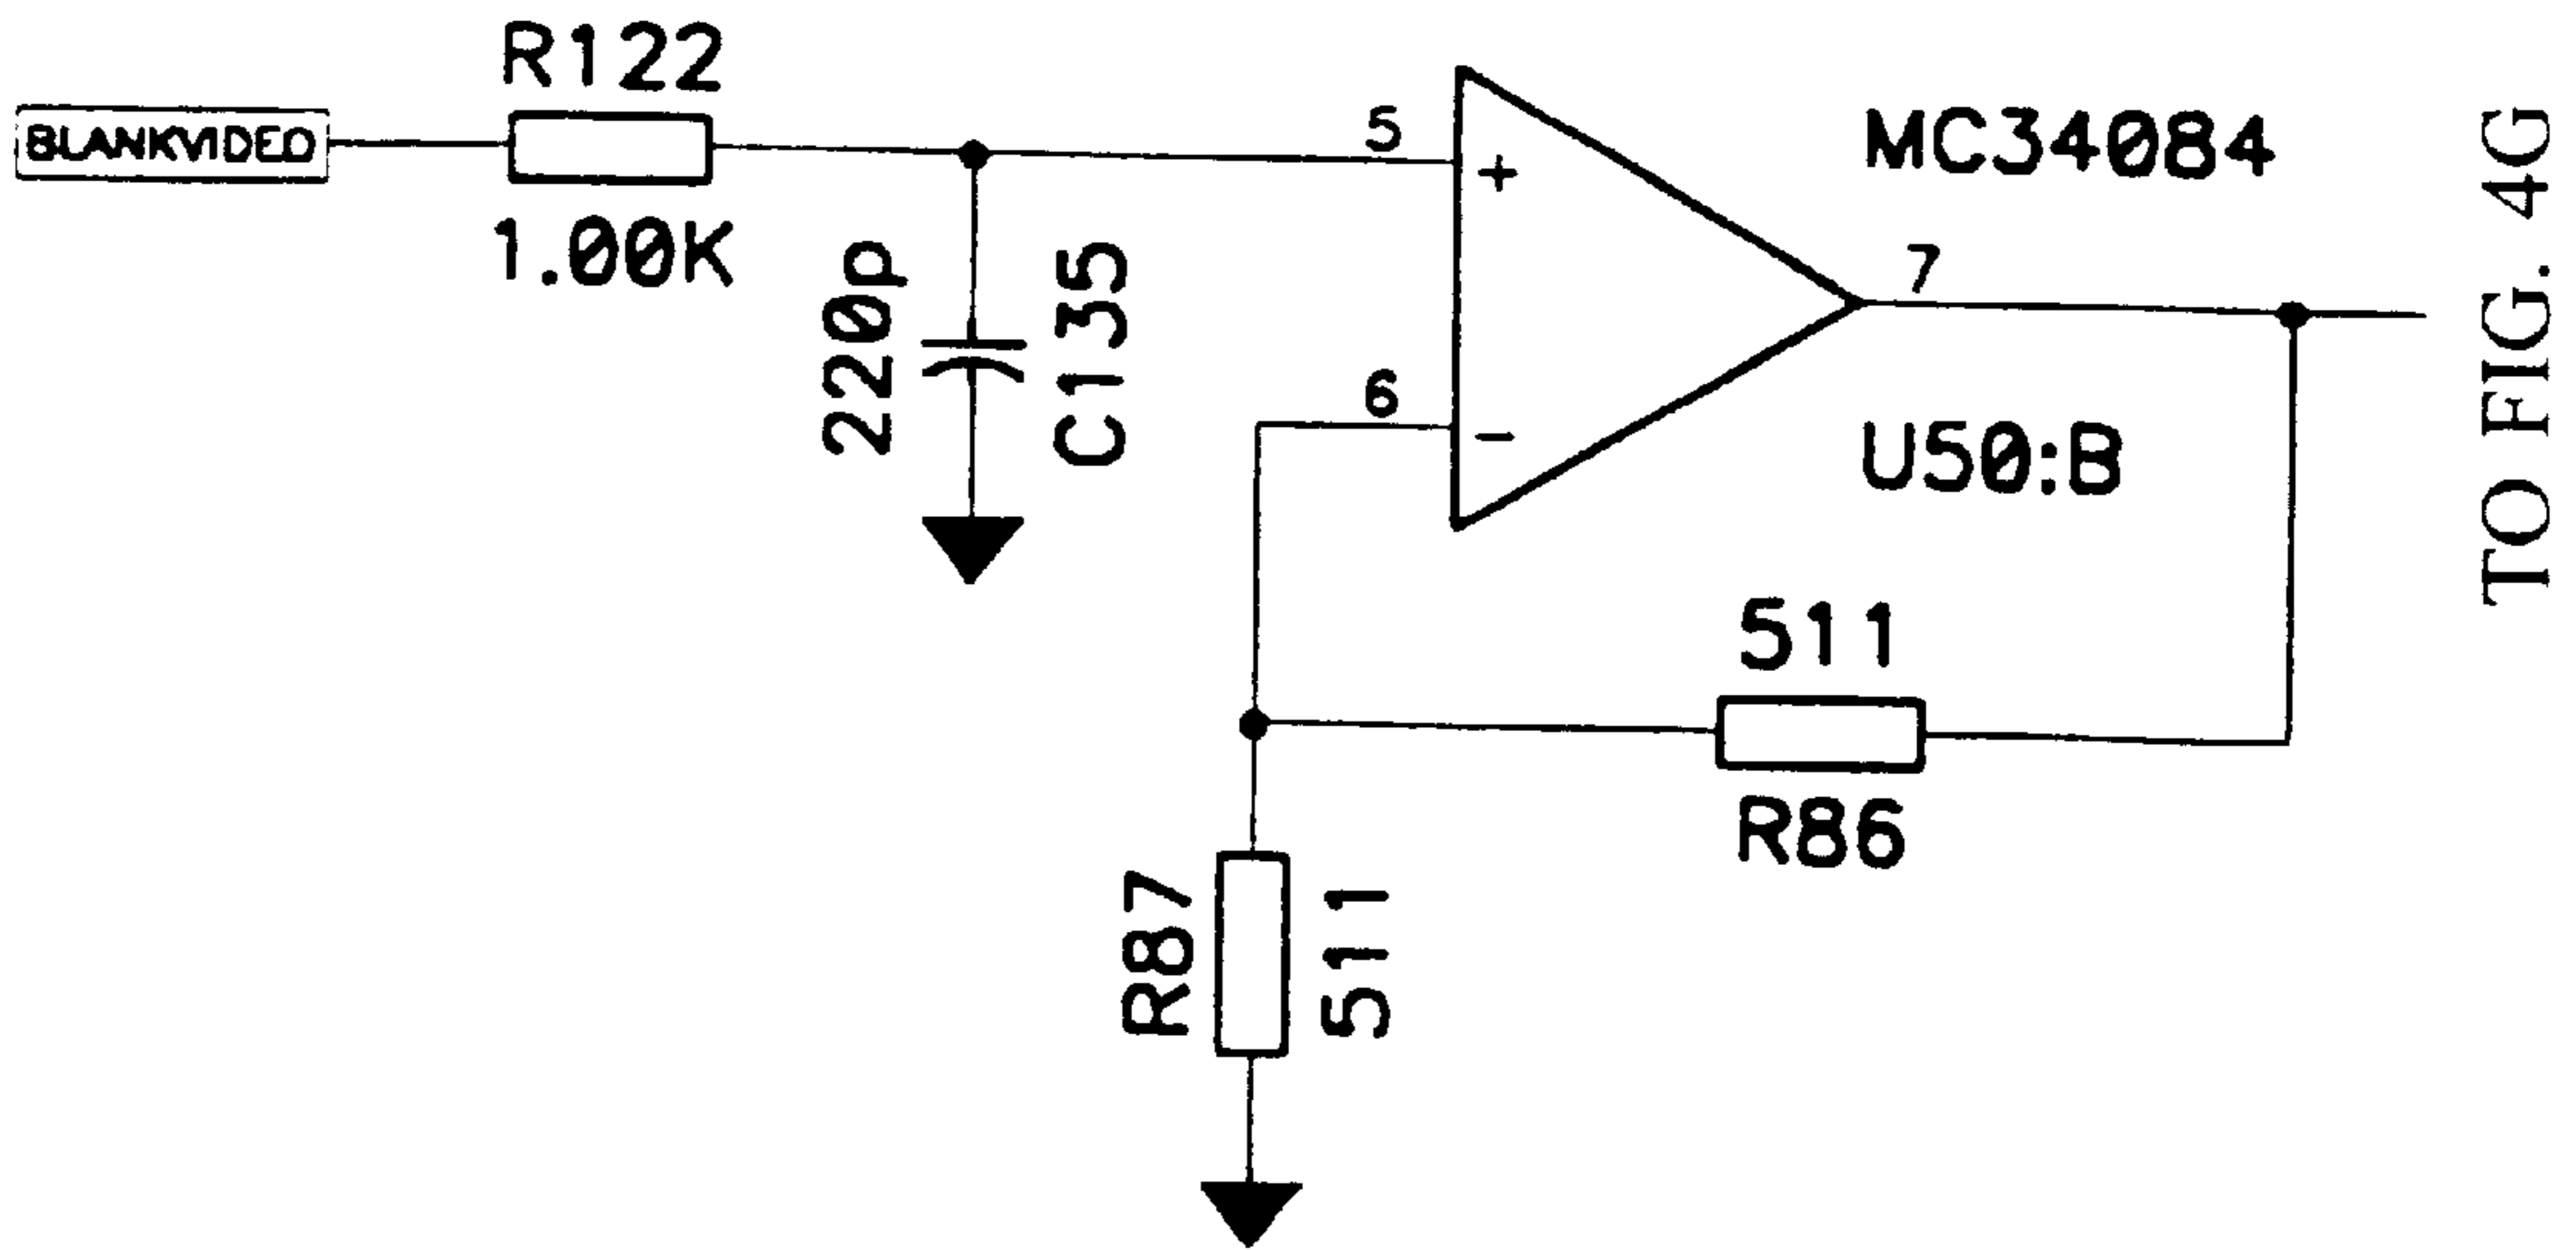 R122
BLANKVIDEO
1.00K
220p
C135
5
+
6
-
MC34084
7
U50:B
511
R86
R87
511
TO FIG. 4G